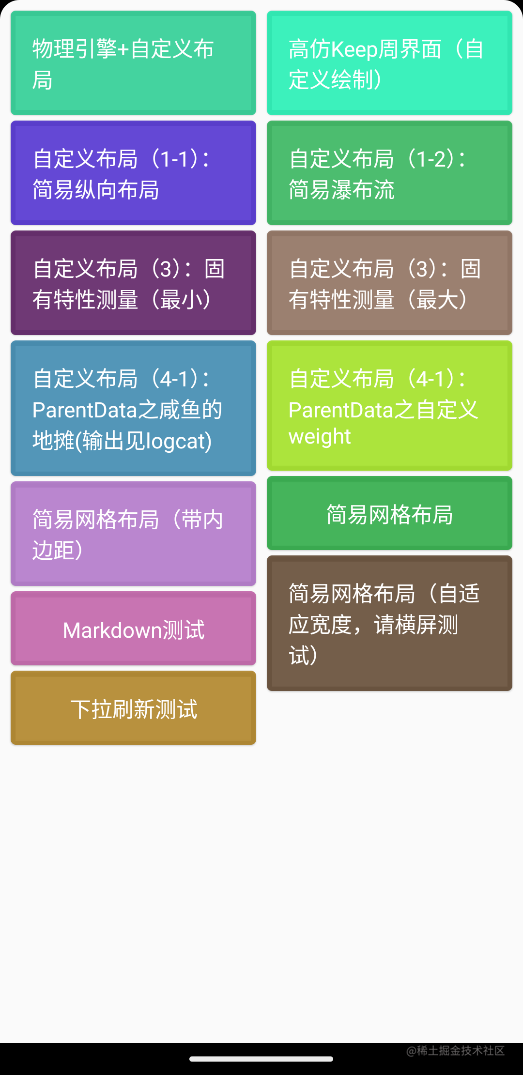 物理引擎+自定义布
局
高仿Keep周界面（自
定义绘制）
自定义布局（1-1）：
简易纵向布局
自定义布局（1-2）：
简易瀑布流
自定义布局（3）：固
有特性测量（最小）
自定义布局（3）：固
有特性测量（最大）
自定义布局（4-1）：
ParentData之咸鱼的
地摊(输出见logcat)
自定义布局（4-1）：
ParentData之自定义
weight
简易网格布局（带内
边距）
简易网格布局
Markdown测试
简易网格布局（自适
应宽度，请横屏测
试）
下拉刷新测试
@稀土掘金技术社区